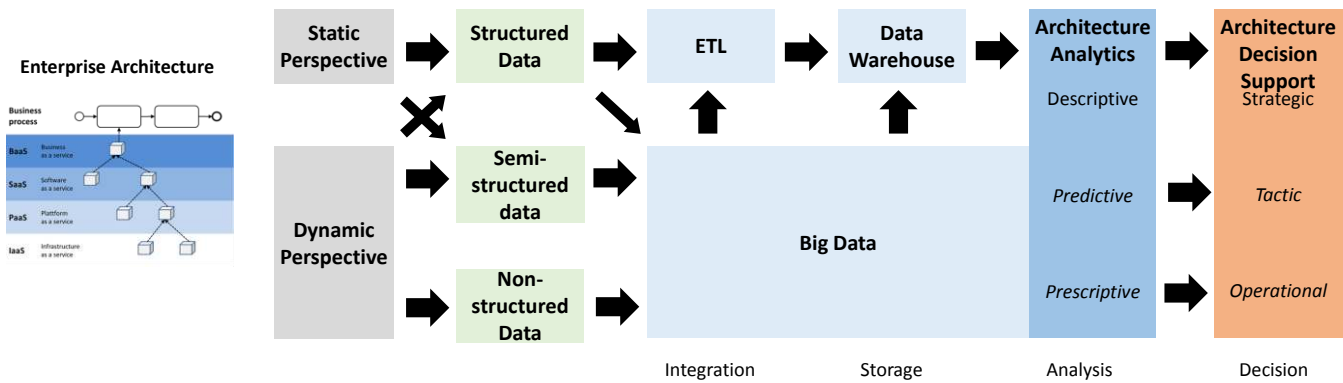 Enterprise Architecture
Business
process
BaaS
Business
as a service
SaaS
Software
as a service
PaaS
Plattform
as a service
IaaS
Infrastructure
as a service
Static
Perspective
Dynamic
Perspective
Structured
Data
Semi-
structured
data
Non-
structured
Data
ETL
Data
Warehouse
Big Data
Architecture
Analytics
Descriptive
Predictive
Prescriptive
Architecture
Decision
Support
Strategic
Tactic
Operational
Integration
Storage
Analysis
Decision